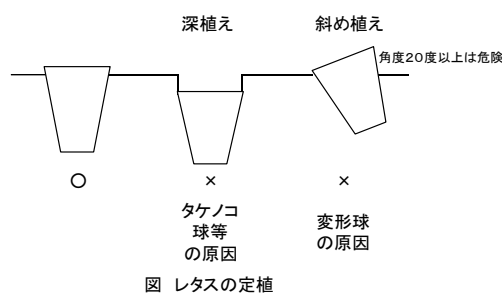 深植え
斜め植え
角度20度以上は危険
○
×
×
タケノコ
球等
の原因
変形球
の原因
図 レタスの定植